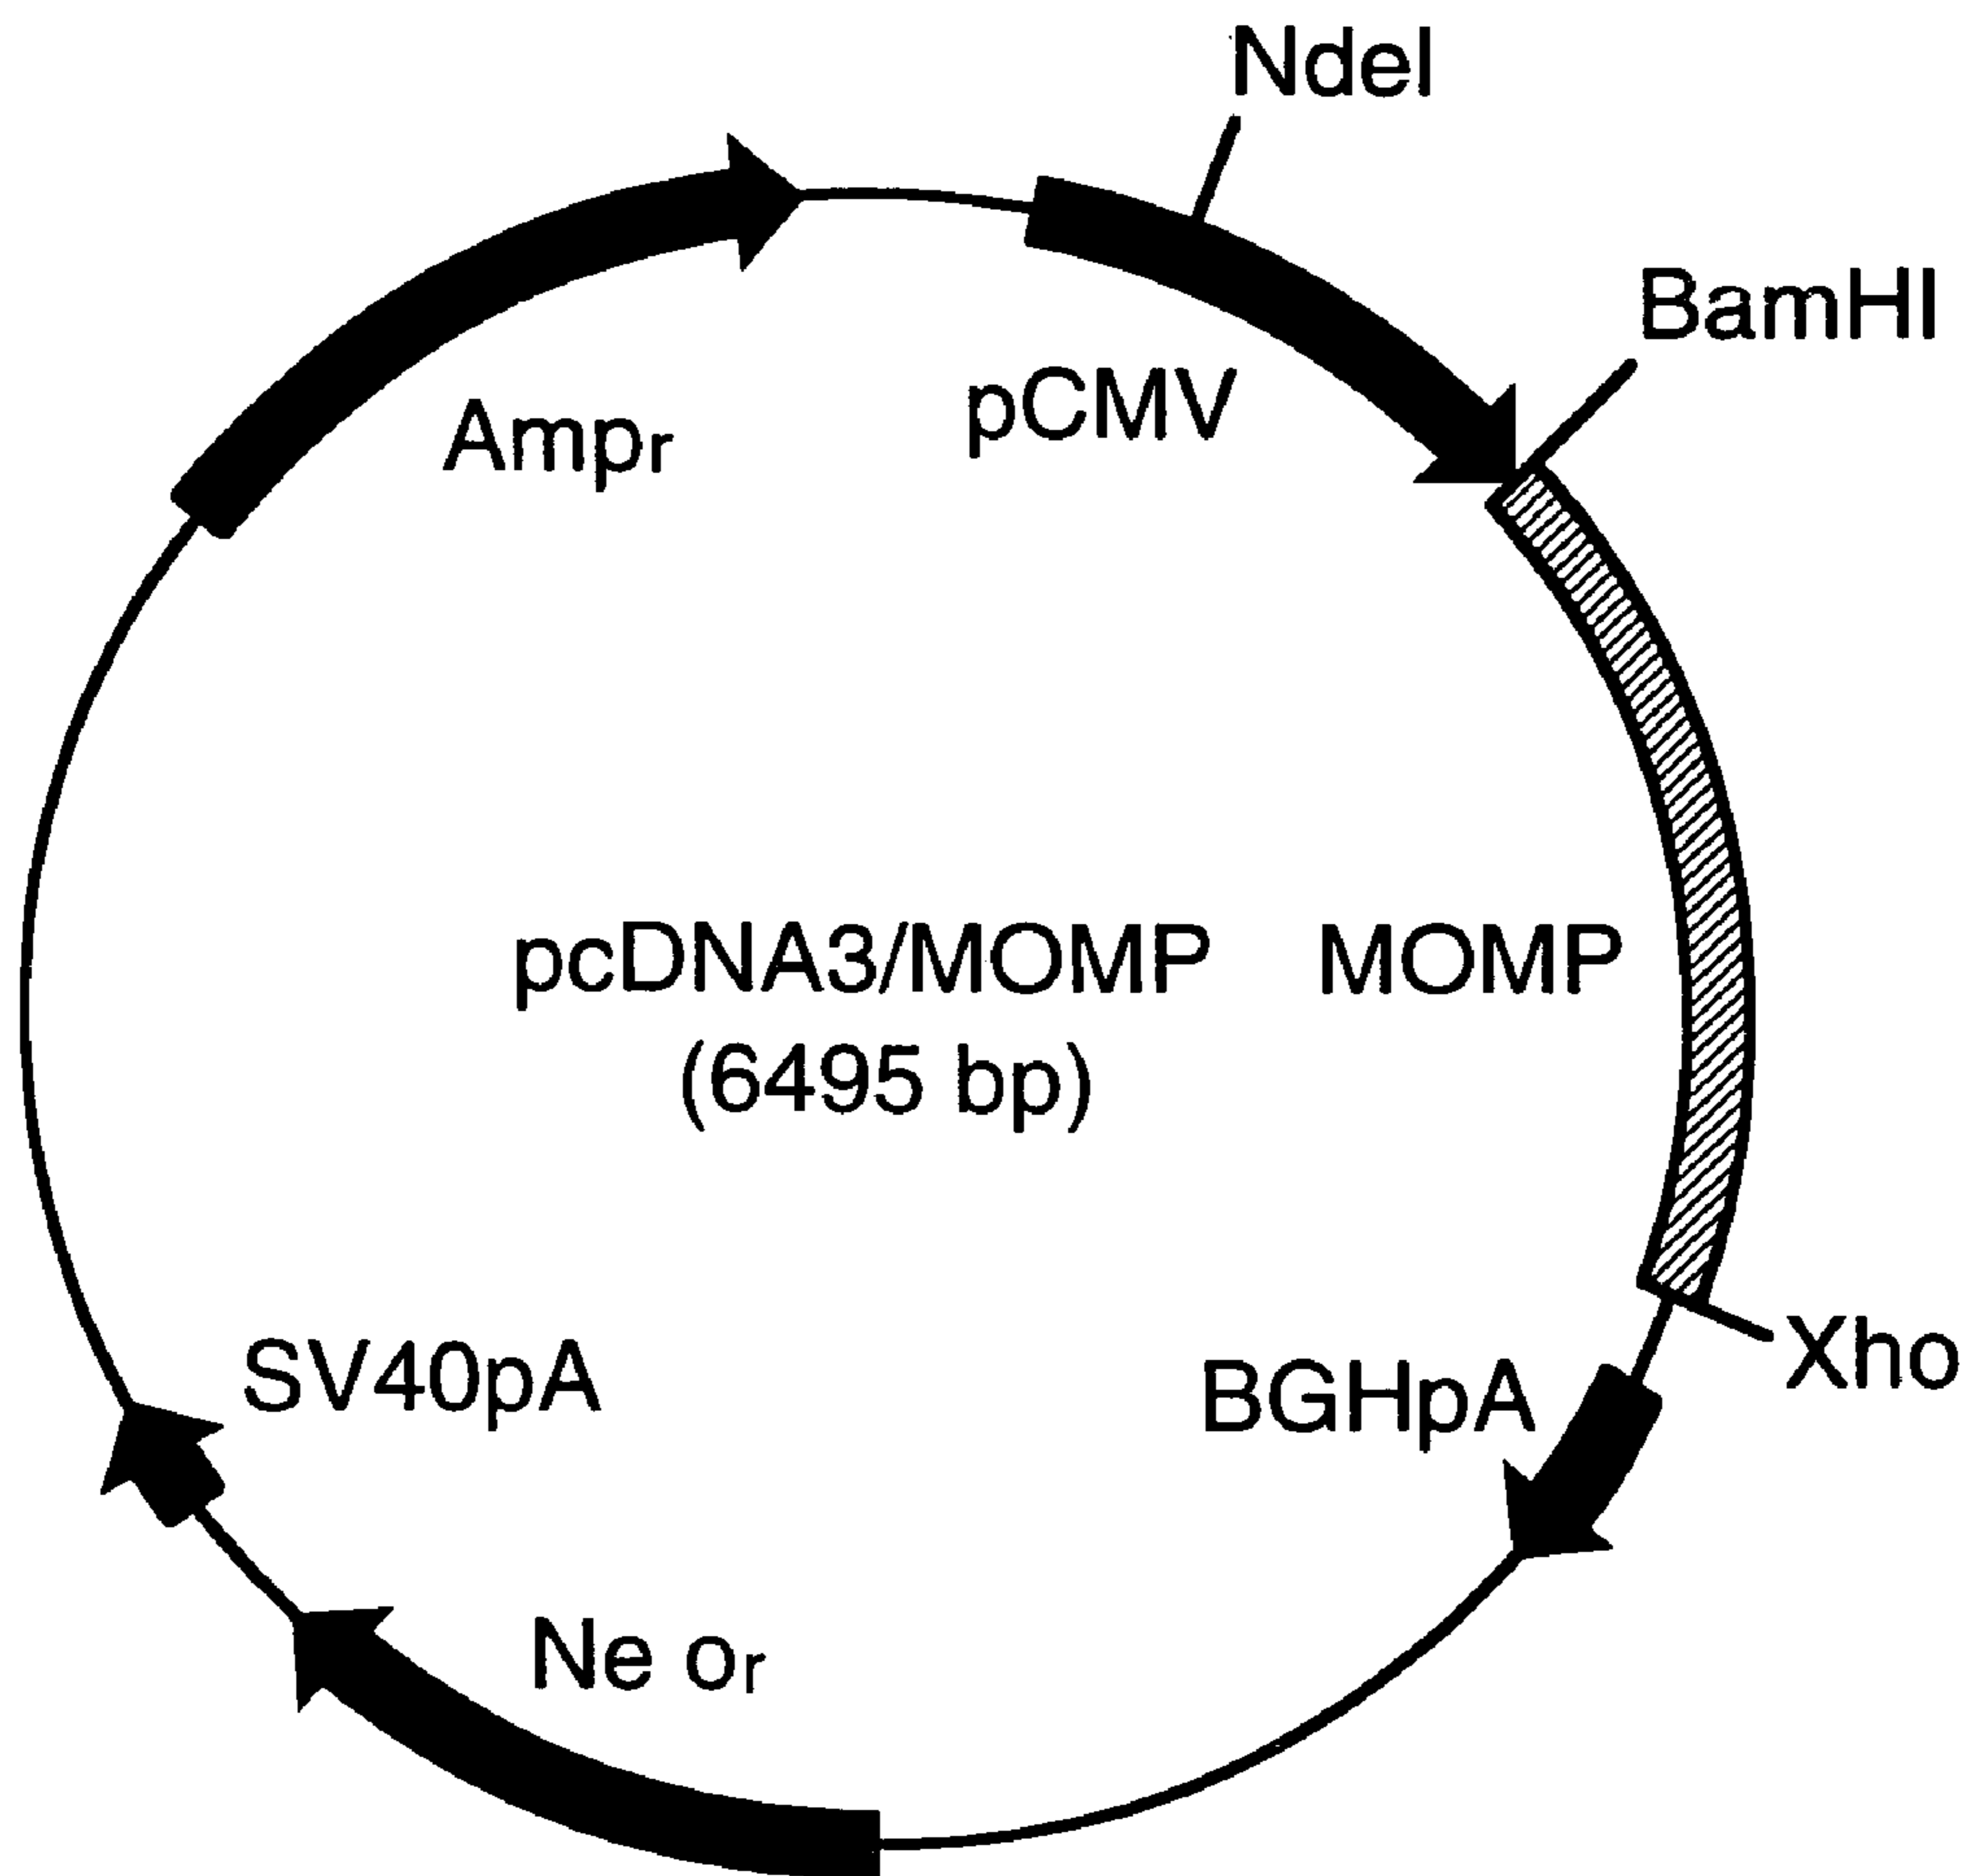 NdeI
BamHI
pCMV
Ampr
pcDNA3/MOMP
MOMP
(6495 bp)
Xho
SV40pA
BGHpA
Ne or